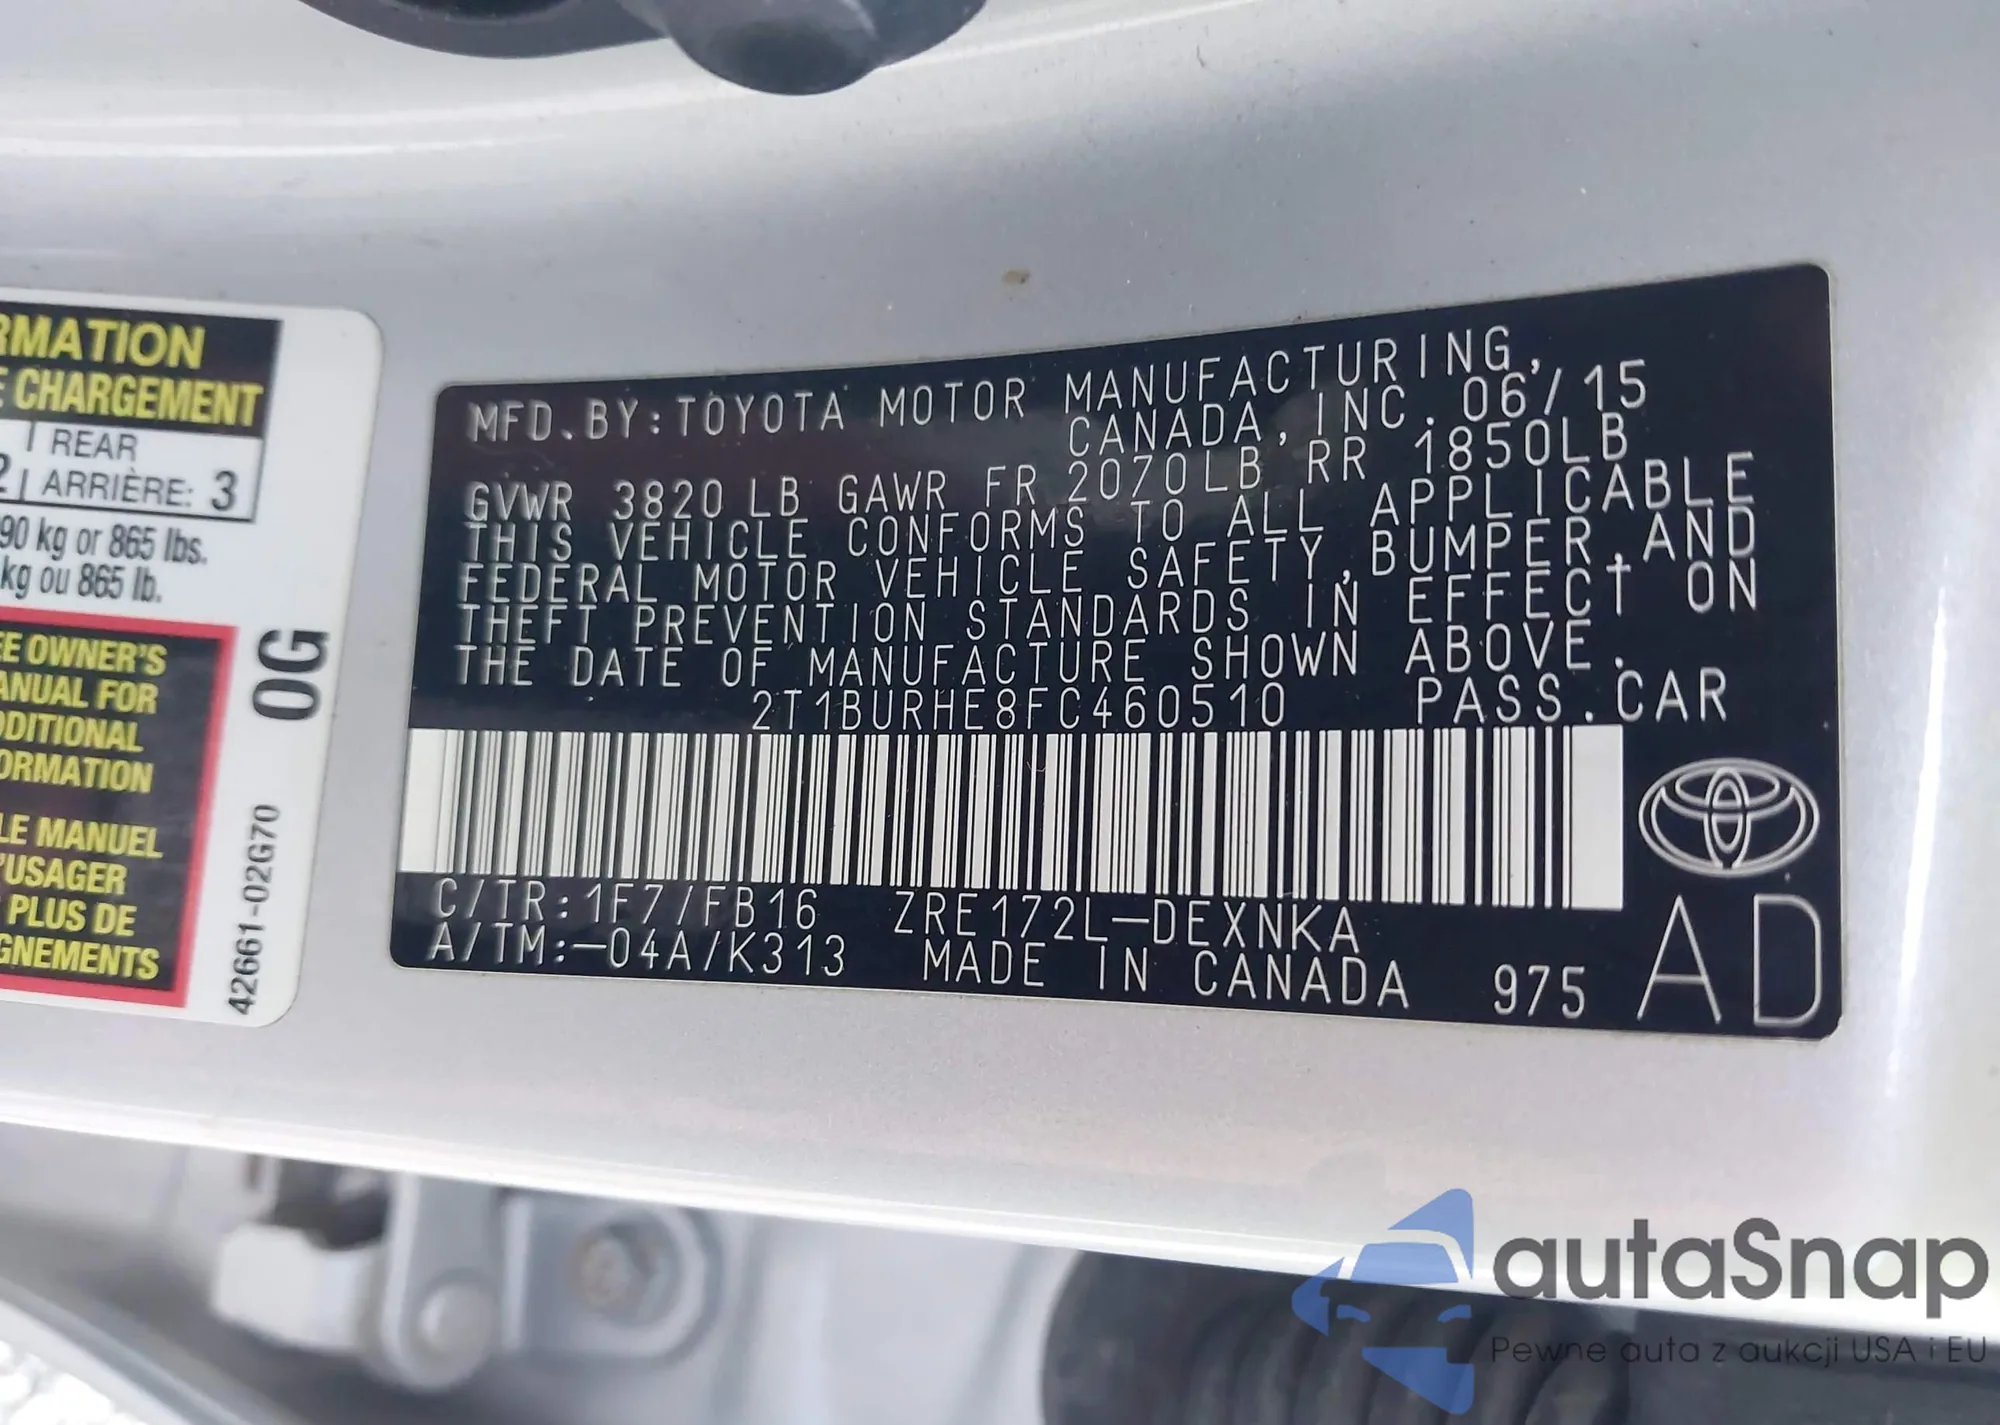 RMATION
E CHARGEMENT
REAR
2 | ARRIÈRE: 3
90 kg or 865 lbs.
kg ou 865 lb.
EE OWNER'S
ANUAL FOR
DDITIONAL
ORMATION
LE MANUEL
'USAGER
PLUS DE
GNEMENTS
0G
42661-02G70
MFD. BY: TOYOTA MOTOR MANUFACTURING,
CANADA, INC. 06/15
GVWR 3820 LB GAWR FR 2070LB RR 1850LB
THIS VEHICLE CONFORMS TO ALL APPLICABLE
FEDERAL MOTOR VEHICLE SAFETY, BUMPER, AND
THEFT PREVENTION STANDARDS IN EFFECT ON
THE DATE OF MANUFACTURE SHOWN ABOVE.
2T1BURHE8FC460510 PASS. CAR
C/TR: 1F7/FB16 ZRE172L-DEXNKA
A/TM: -04A/K313 MADE IN CANADA 975
AD
autaSnap
Pewne auta z aukcji USA i EU